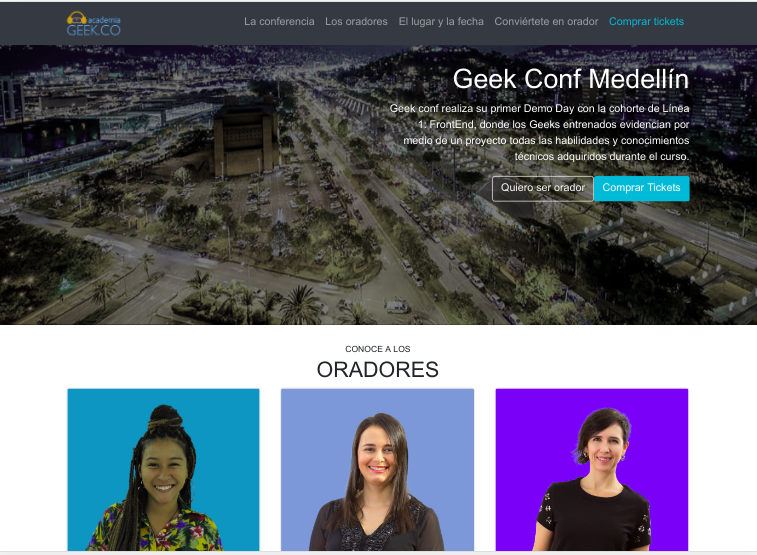 academia
GEEK.CO
La conferencia Los oradores El lugar y la fecha Conviértete en orador Comprar tickets
Geek Conf Medellín
Geek conf realiza su primer Demo Day con la cohorte de Línea
1: FrontEnd, donde los Geeks entrenados evidencian por
medio de un proyecto todas las habilidades y conocimientos
técnicos adquiridos durante el curso.
Quiero ser orador Comprar Tickets
CONOCE A LOS
ORADORES